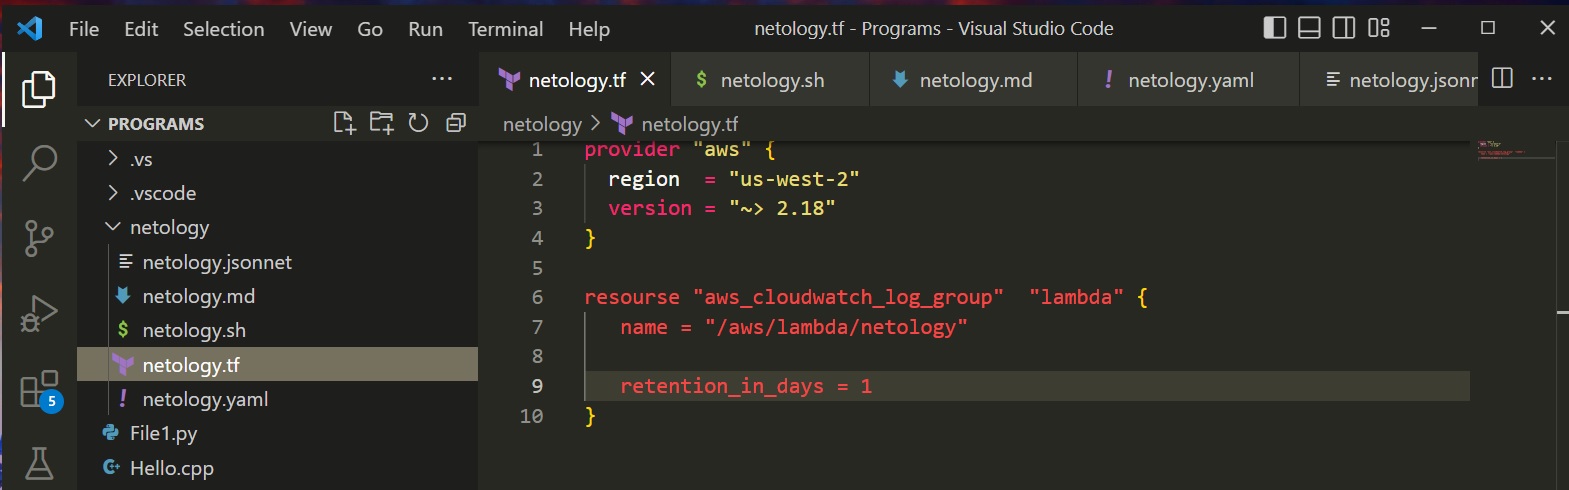 File Edit Selection View Go Run Terminal Help netology.tf - Programs - Visual Studio Code
EXPLORER ···
netology.tf $ netology.sh netology.md ! netology.yaml netology.jsonn ···
PROGRAMS
netology > netology.tf
> .vs
> .vscode
netology
netology.jsonnet
netology.md
$ netology.sh
netology.tf
! netology.yaml
File1.py
Hello.cpp
5
1 provider "aws" {
2 region = "us-west-2"
3 version = "~> 2.18"
4 }
5
6 resourse "aws_cloudwatch_log_group" "lambda" {
7 name = "/aws/lambda/netology"
8
9 retention_in_days = 1
10 }